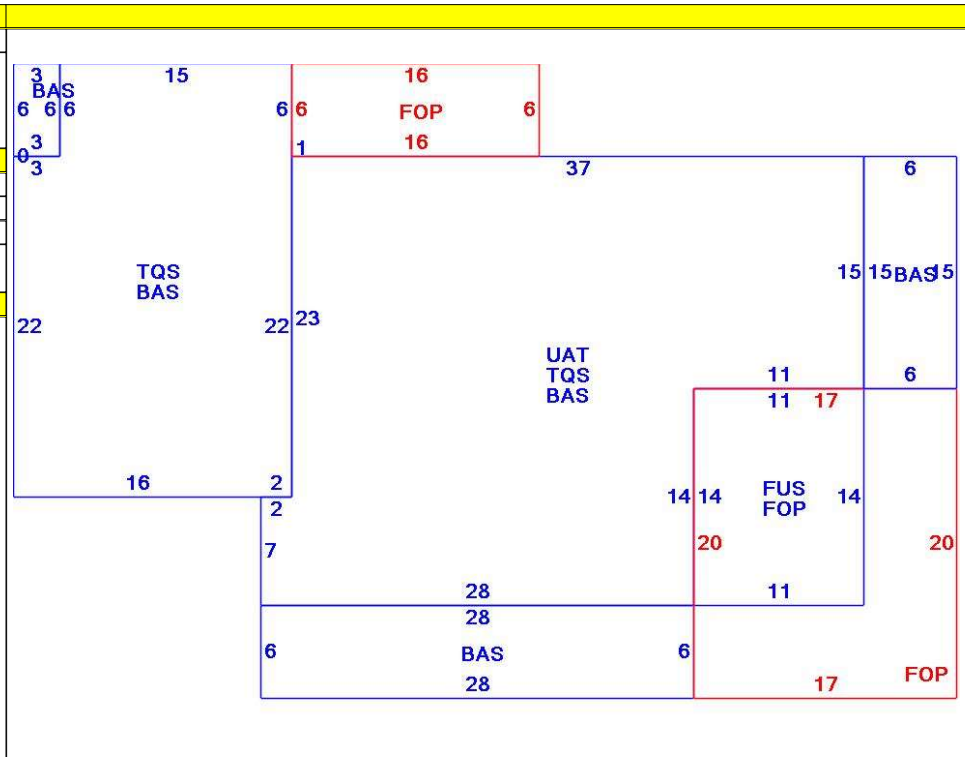 3 15 16
BAS
6 6 6 6 6 FOP 6
3 1 16
0
3 37 6
TQS
BAS
15 15 BAS 15
22 22 23
UAT
TQS
BAS
11 6
11 17
16 2
2
14 14 FUS 14
FOP
7 20 20
28 11
28
6 BAS 6
28 17 FOP